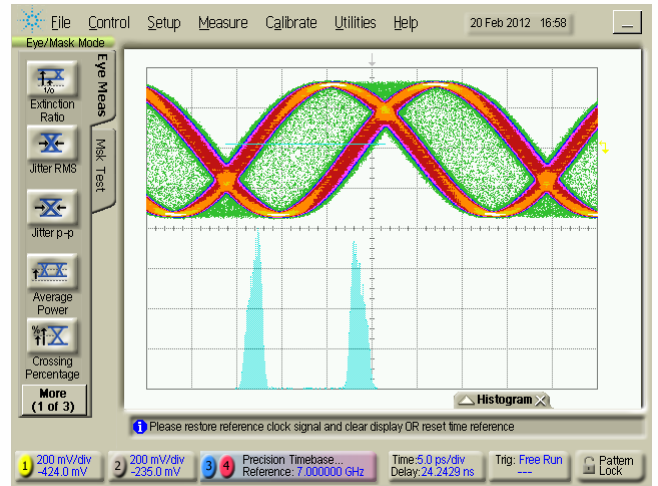 File Control Setup Measure Calibrate Utilities Help 20 Feb 2012 16:58
Eye/Mask Mode
Eye Meas
Msk Test
1/0
Extinction
Ratio
Jitter RMS
Jitter p-p
Average
Power
%
Crossing
Percentage
More
(1 of 3)
Histogram
Please restore reference clock signal and clear display OR reset time reference
1 200 mV/div
-424.0 mV
2 200 mV/div
-235.0 mV
3 4 Precision Timebase...
Reference: 7.000000 GHz
Time:5.0 ps/div
Delay:24.2429 ns
Trig: Free Run
---
Pattern
Lock